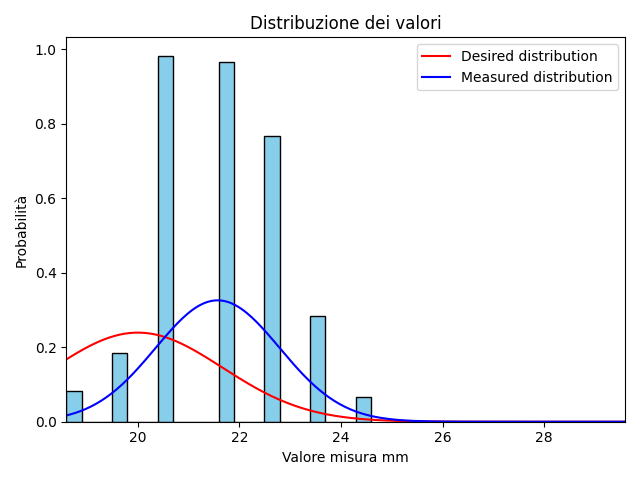 Distribuzione dei valori
Desired distribution
Measured distribution
Probabilità
1.0
0.8
0.6
0.4
0.2
0.0
20 22 24 26 28
Valore misura mm